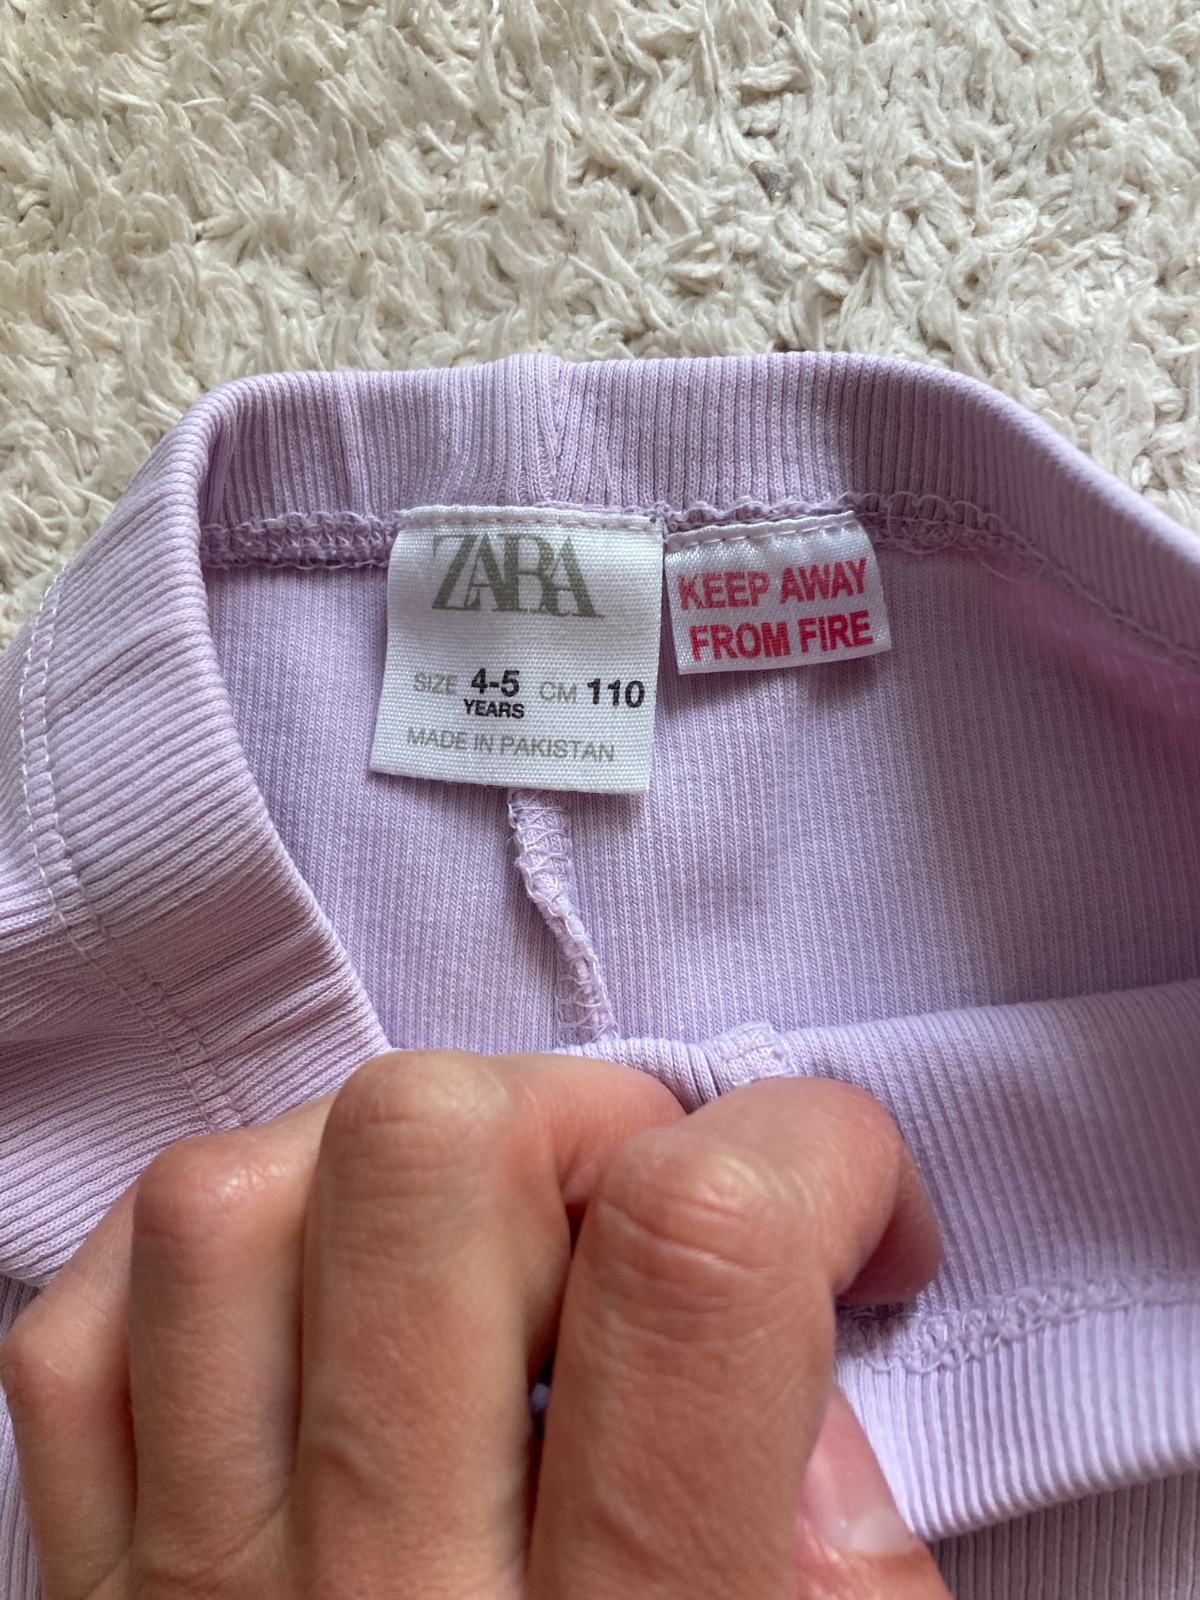 ZARA
SIZE 4-5 CM 110
YEARS
MADE IN PAKISTAN
KEEP AWAY
FROM FIRE